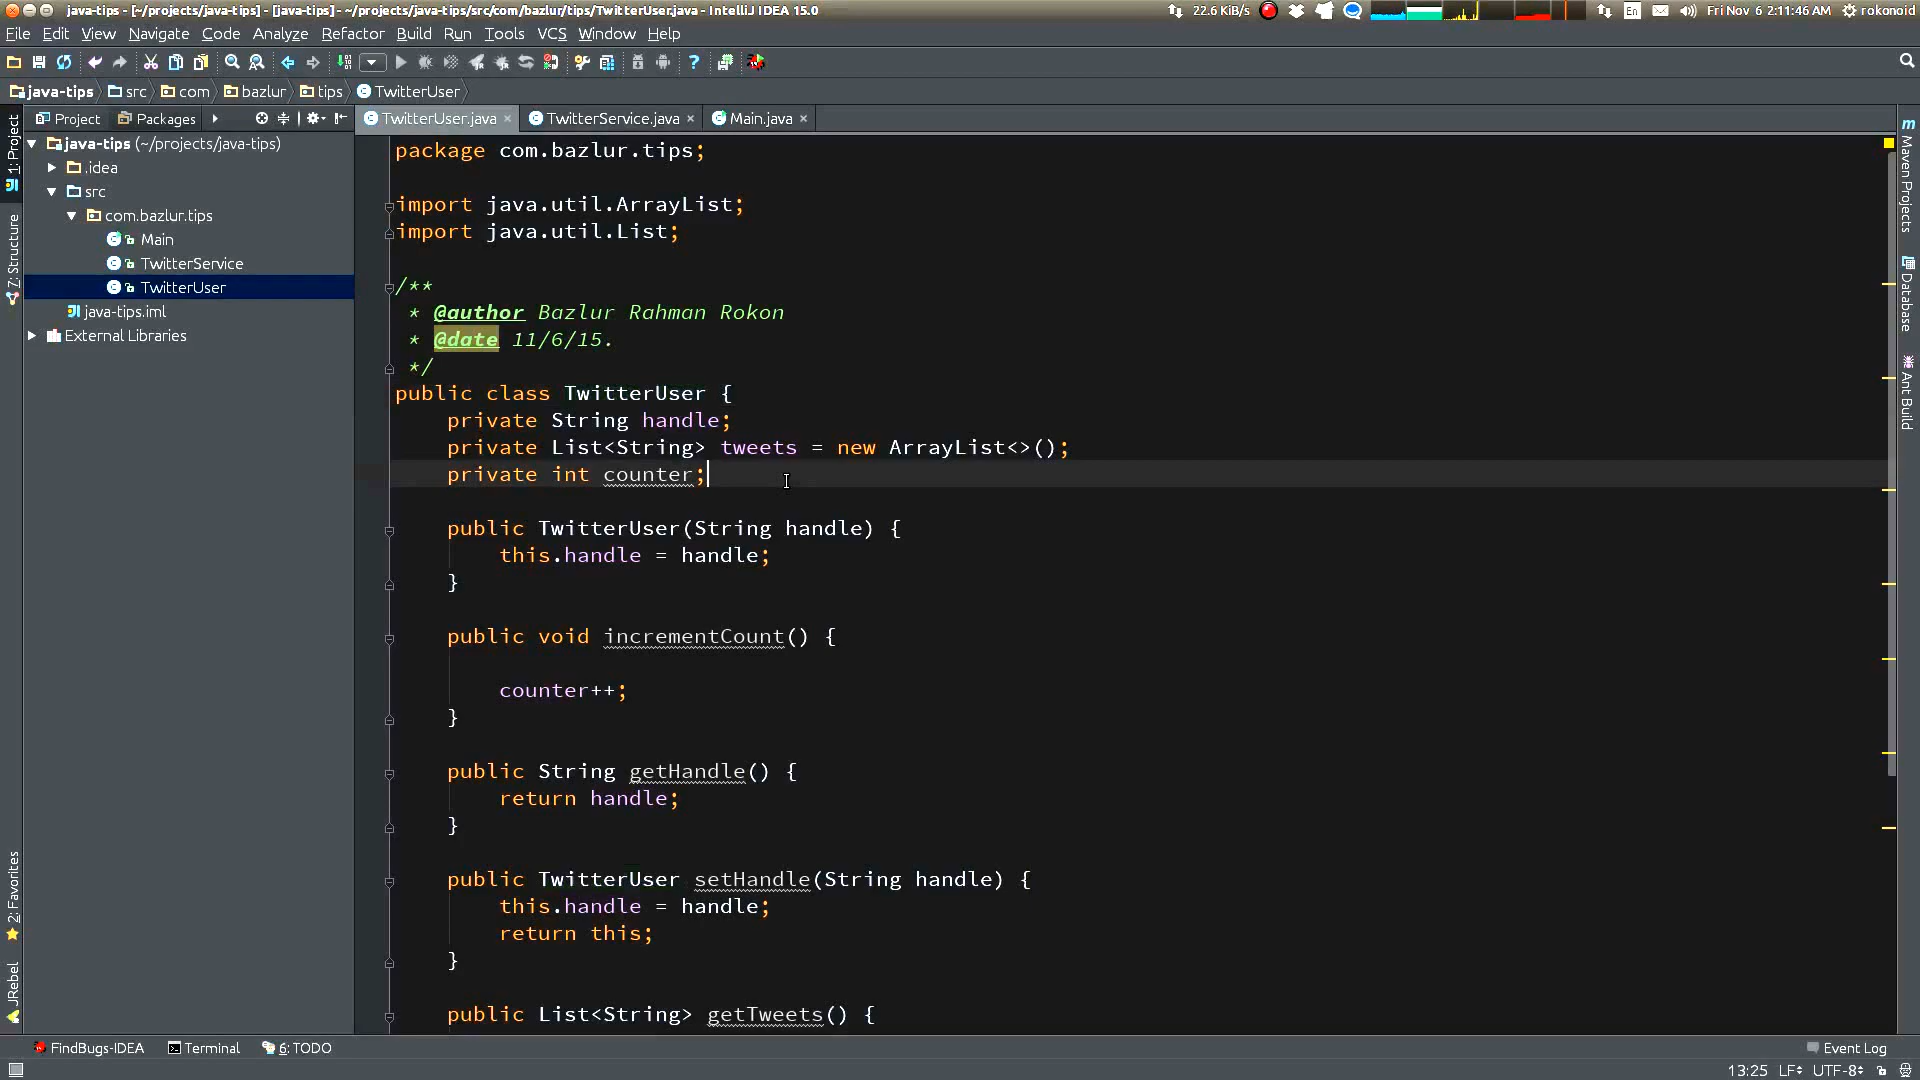 java-tips - [~/projects/java-tips] - [java-tips] - ~/projects/java-tips/src/com/bazlur/tips/TwitterUser.java - IntelliJ IDEA 15.0
22.6 KiB/s En Fri Nov 6 2:11:46 AM rokonoid
File Edit View Navigate Code Analyze Refactor Build Run Tools VCS Window Help
java-tips src com bazlur tips TwitterUser
Project Packages
TwitterUser.java TwitterService.java Main.java
1: Project
7: Structure
2: Favorites
JRebel
java-tips (~/projects/java-tips)
.idea
src
com.bazlur.tips
Main
TwitterService
TwitterUser
java-tips.iml
External Libraries
package com.bazlur.tips;
import java.util.ArrayList;
import java.util.List;
/**
* @author Bazlur Rahman Rokon
* @date 11/6/15.
*/
public class TwitterUser {
private String handle;
private List<String> tweets = new ArrayList<>();
private int counter;
public TwitterUser(String handle) {
this.handle = handle;
}
public void incrementCount() {
counter++;
}
public String getHandle() {
return handle;
}
public TwitterUser setHandle(String handle) {
this.handle = handle;
return this;
}
public List<String> getTweets() {
Maven Projects
Database
Ant Build
FindBugs-IDEA Terminal 6: TODO Event Log
13:25 LF UTF-8